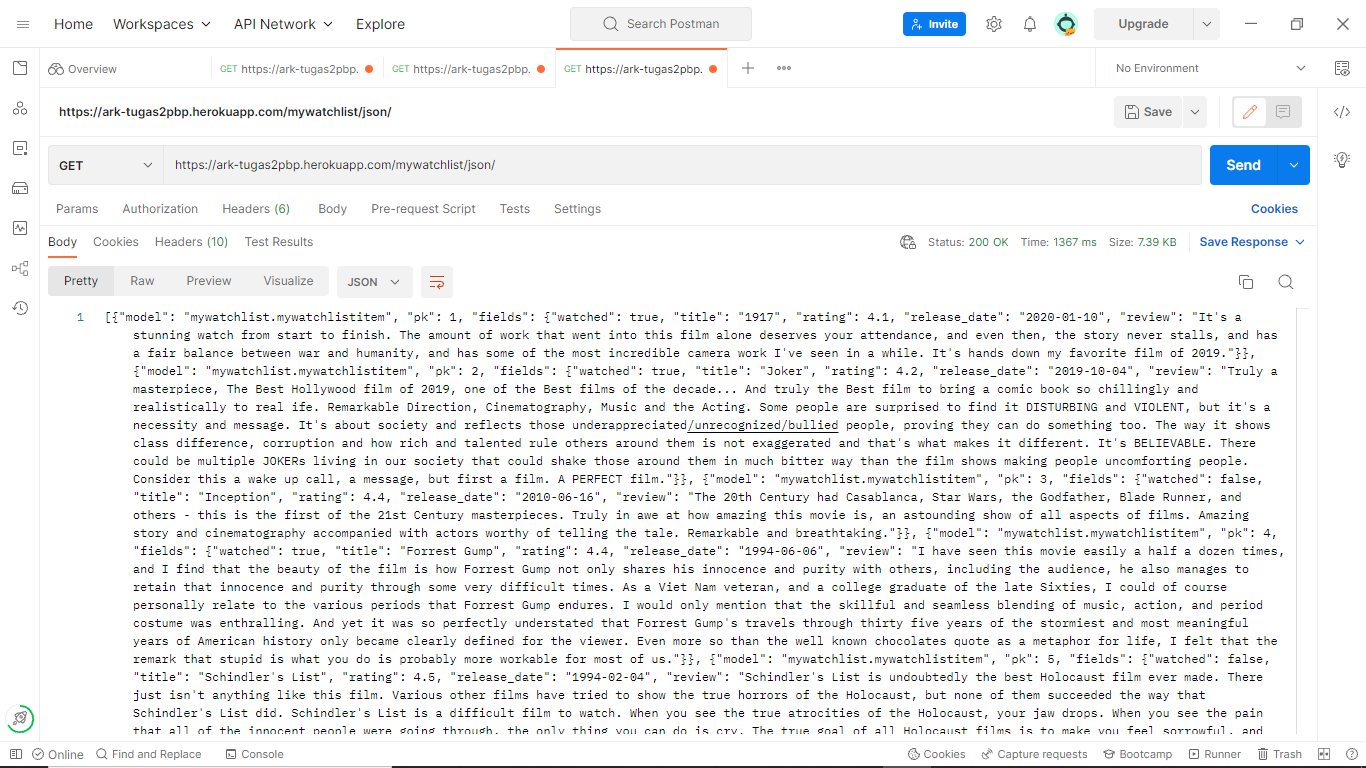 Home Workspaces API Network Explore Search Postman Invite Upgrade
Overview GET https://ark-tugas2pbp. GET https://ark-tugas2pbp. GET https://ark-tugas2pbp. No Environment
https://ark-tugas2pbp.herokuapp.com/mywatchlist/json/ Save
GET https://ark-tugas2pbp.herokuapp.com/mywatchlist/json/ Send
Params Authorization Headers (6) Body Pre-request Script Tests Settings Cookies
Body Cookies Headers (10) Test Results Status: 200 OK Time: 1367 ms Size: 7.39 KB Save Response
Pretty Raw Preview Visualize JSON
1 [{"model": "mywatchlist.mywatchlistitem", "pk": 1, "fields": {"watched": true, "title": "1917", "rating": 4.1, "release_date": "2020-01-10", "review": "It's a
stunning watch from start to finish. The amount of work that went into this film alone deserves your attendance, and even then, the story never stalls, and has
a fair balance between war and humanity, and has some of the most incredible camera work I've seen in a while. It's hands down my favorite film of 2019."}},
{"model": "mywatchlist.mywatchlistitem", "pk": 2, "fields": {"watched": true, "title": "Joker", "rating": 4.2, "release_date": "2019-10-04", "review": "Truly a
masterpiece, The Best Hollywood film of 2019, one of the Best films of the decade... And truly the Best film to bring a comic book so chillingly and
realistically to real ife. Remarkable Direction, Cinematography, Music and the Acting. Some people are surprised to find it DISTURBING and VIOLENT, but it's a
necessity and message. It's about society and reflects those underappreciated/unrecognized/bullied people, proving they can do something too. The way it shows
class difference, corruption and how rich and talented rule others around them is not exaggerated and that's what makes it different. It's BELIEVABLE. There
could be multiple JOKERs living in our society that could shake those around them in much bitter way than the film shows making people uncomforting people.
Consider this a wake up call, a message, but first a film. A PERFECT film."}}, {"model": "mywatchlist.mywatchlistitem", "pk": 3, "fields": {"watched": false,
"title": "Inception", "rating": 4.4, "release_date": "2010-06-16", "review": "The 20th Century had Casablanca, Star Wars, the Godfather, Blade Runner, and
others - this is the first of the 21st Century masterpieces. Truly in awe at how amazing this movie is, an astounding show of all aspects of films. Amazing
story and cinematography accompanied with actors worthy of telling the tale. Remarkable and breathtaking."}}, {"model": "mywatchlist.mywatchlistitem", "pk": 4,
"fields": {"watched": true, "title": "Forrest Gump", "rating": 4.4, "release_date": "1994-06-06", "review": "I have seen this movie easily a half a dozen times,
and I find that the beauty of the film is how Forrest Gump not only shares his innocence and purity with others, including the audience, he also manages to
retain that innocence and purity through some very difficult times. As a Viet Nam veteran, and a college graduate of the late Sixties, I could of course
personally relate to the various periods that Forrest Gump endures. I would only mention that the skillful and seamless blending of music, action, and period
costume was enthralling. And yet it was so perfectly understated that Forrest Gump's travels through thirty five years of the stormiest and most meaningful
years of American history only became clearly defined for the viewer. Even more so than the well known chocolates quote as a metaphor for life, I felt that the
remark that stupid is what you do is probably more workable for most of us."}}, {"model": "mywatchlist.mywatchlistitem", "pk": 5, "fields": {"watched": false,
"title": "Schindler's List", "rating": 4.5, "release_date": "1994-02-04", "review": "Schindler's List is undoubtedly the best Holocaust film ever made. There
just isn't anything like this film. Various other films have tried to show the true horrors of the Holocaust, but none of them succeeded the way that
Schindler's List did. Schindler's List is a difficult film to watch. When you see the true atrocities of the Holocaust, your jaw drops. When you see the pain
that all of the innocent people were going through, the only thing you can do is cry. The true goal of all Holocaust films is to make you feel sorrowful, and
Online Find and Replace Console Cookies Capture requests Bootcamp Runner Trash